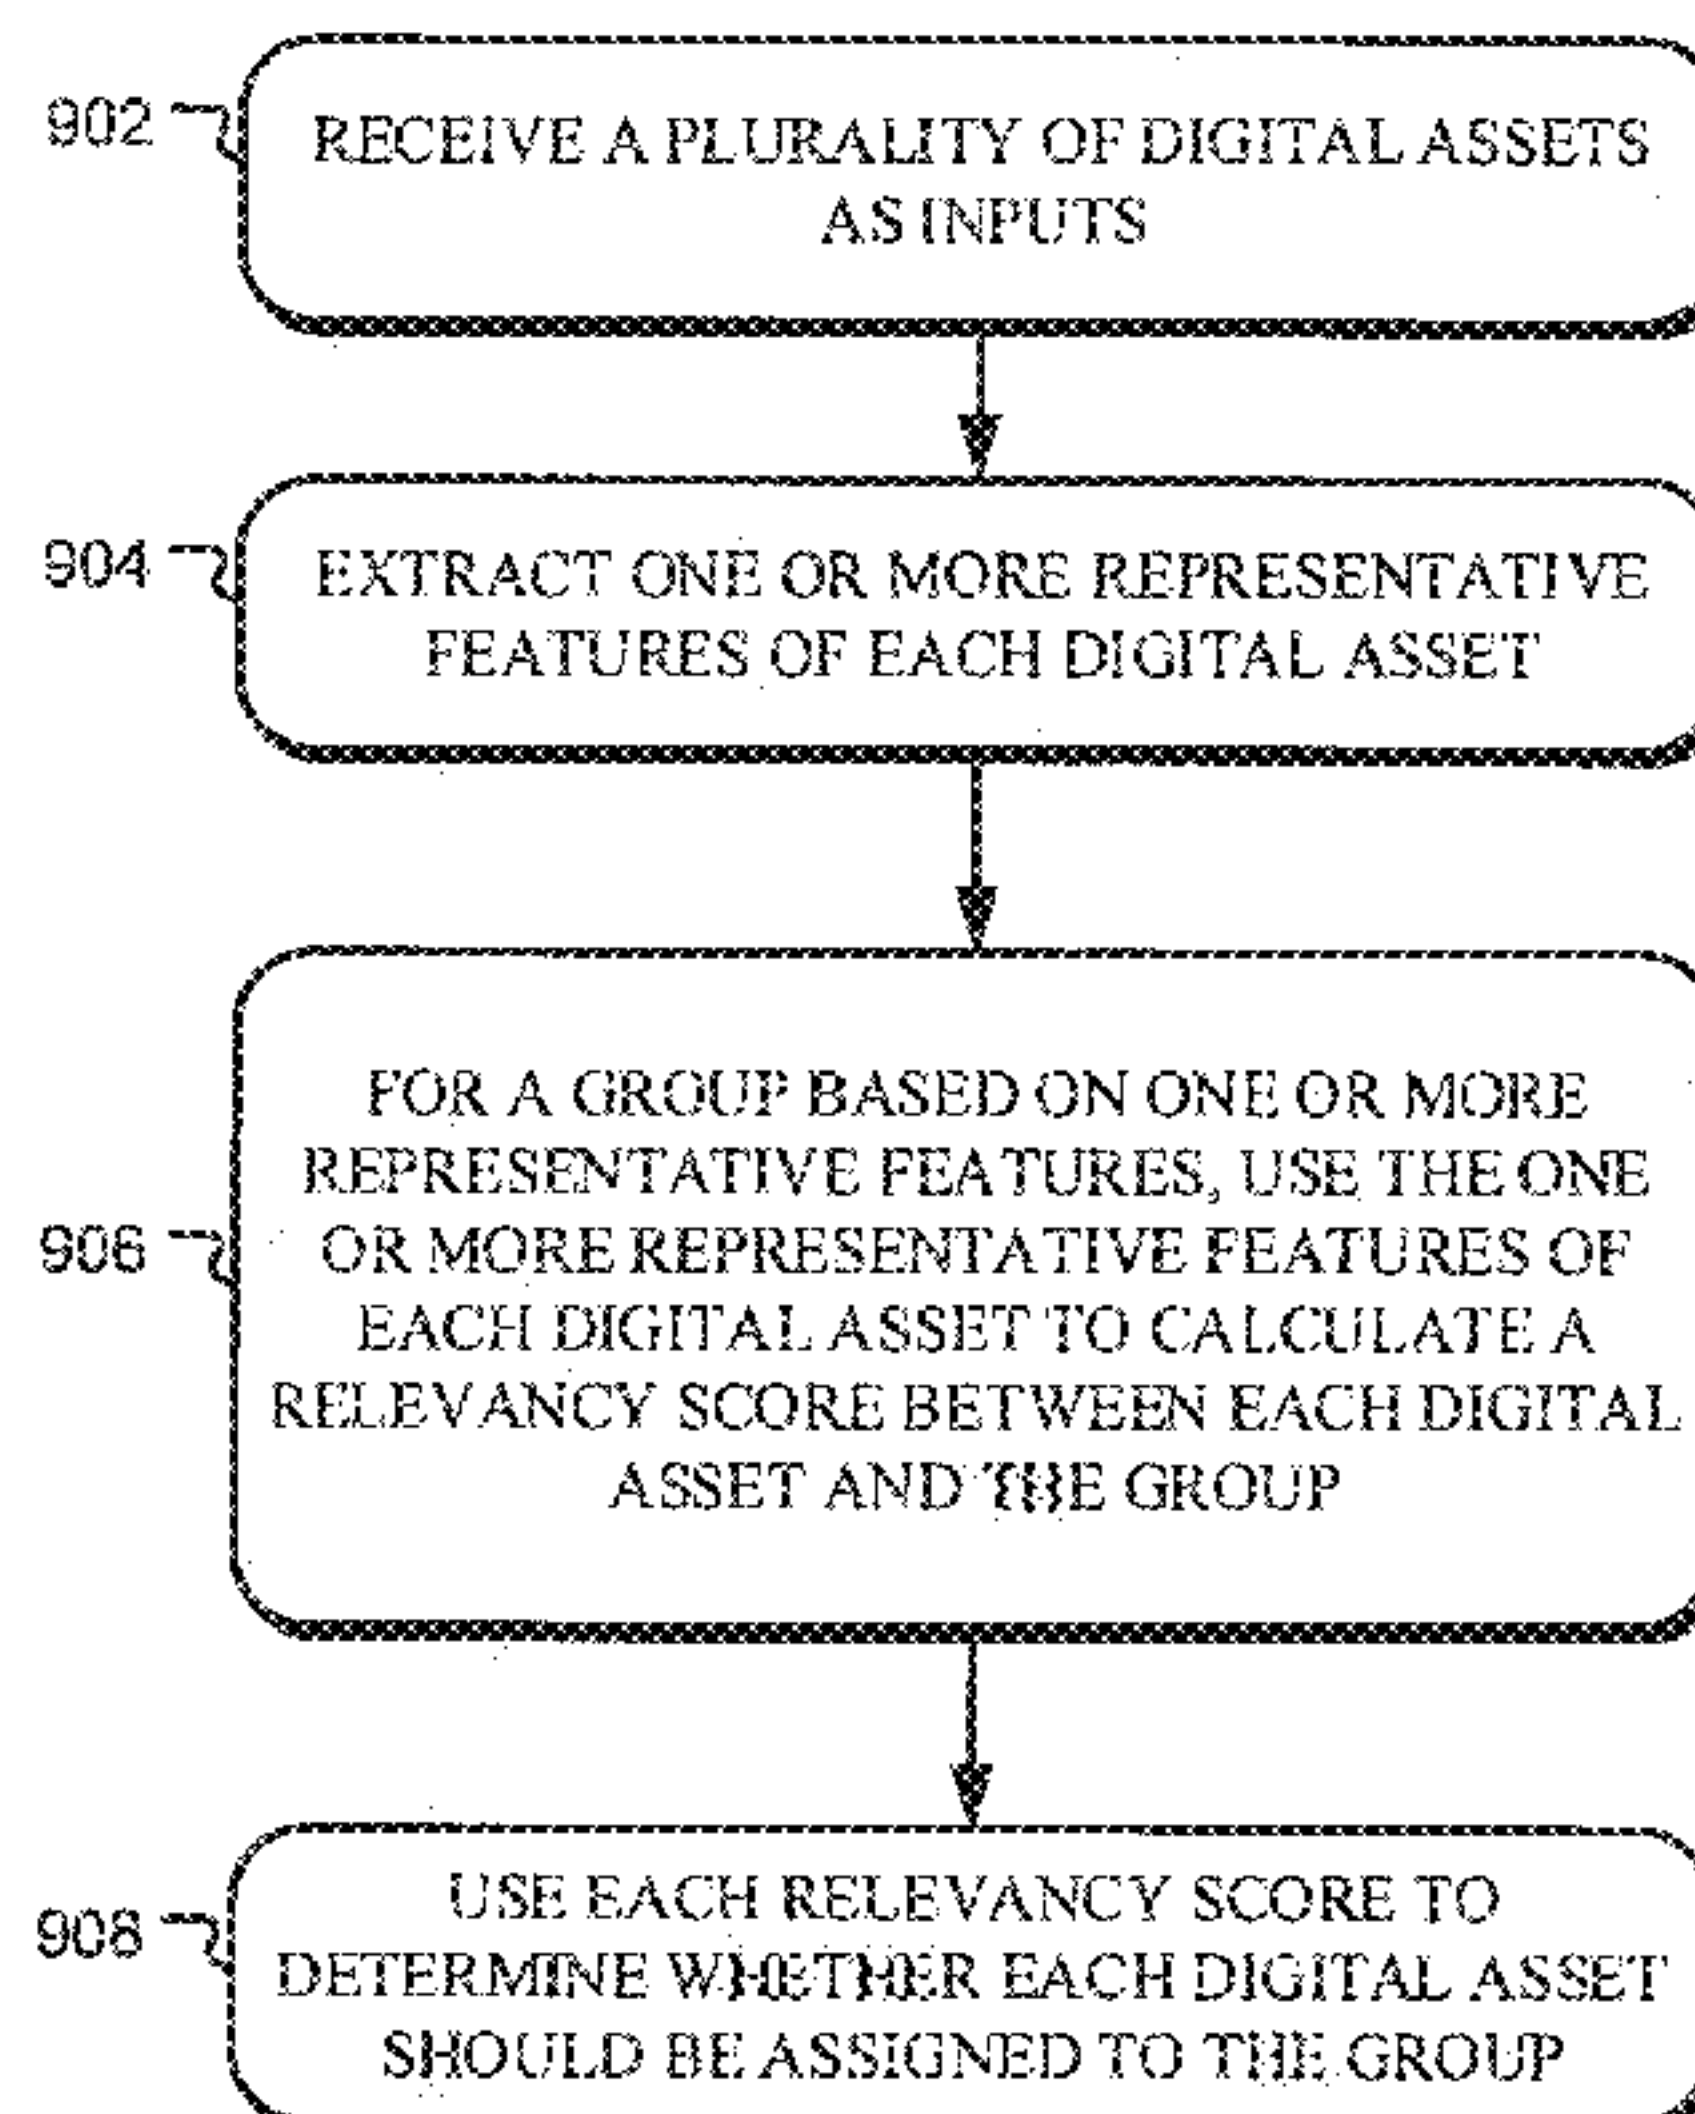 902
RECEIVE A PLURALITY OF DIGITAL ASSETS
AS INPUTS
904
EXTRACT ONE OR MORE REPRESENTATIVE
FEATURES OF EACH DIGITAL ASSET
FOR A GROUP BASED ON ONE OR MORE
REPRESENTATIVE FEATURES, USE THE ONE
906
OR MORE REPRESENTATIVE FEATURES OF
EACH DIGITAL ASSET TO CALCULATE A
RELEVANCY SCORE BETWEEN EACH DIGITAL
ASSET AND THE GROUP
USE EACH RELEVANCY SCORE TO
908
DETERMINE WHETHER EACH DIGITAL ASSET
SHOULD BE ASSIGNED TO THE GROUP